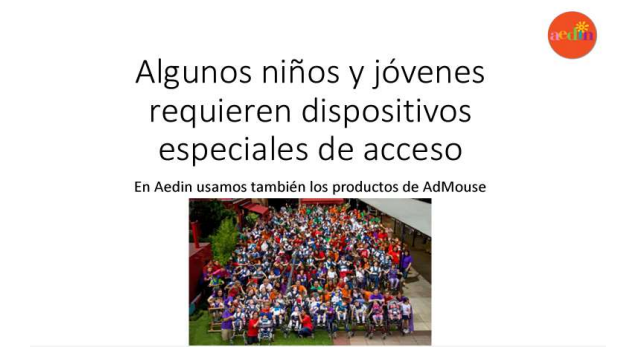 aedin
Algunos niños y jóvenes
requieren dispositivos
especiales de acceso
En Aedin usamos también los productos de AdMouse